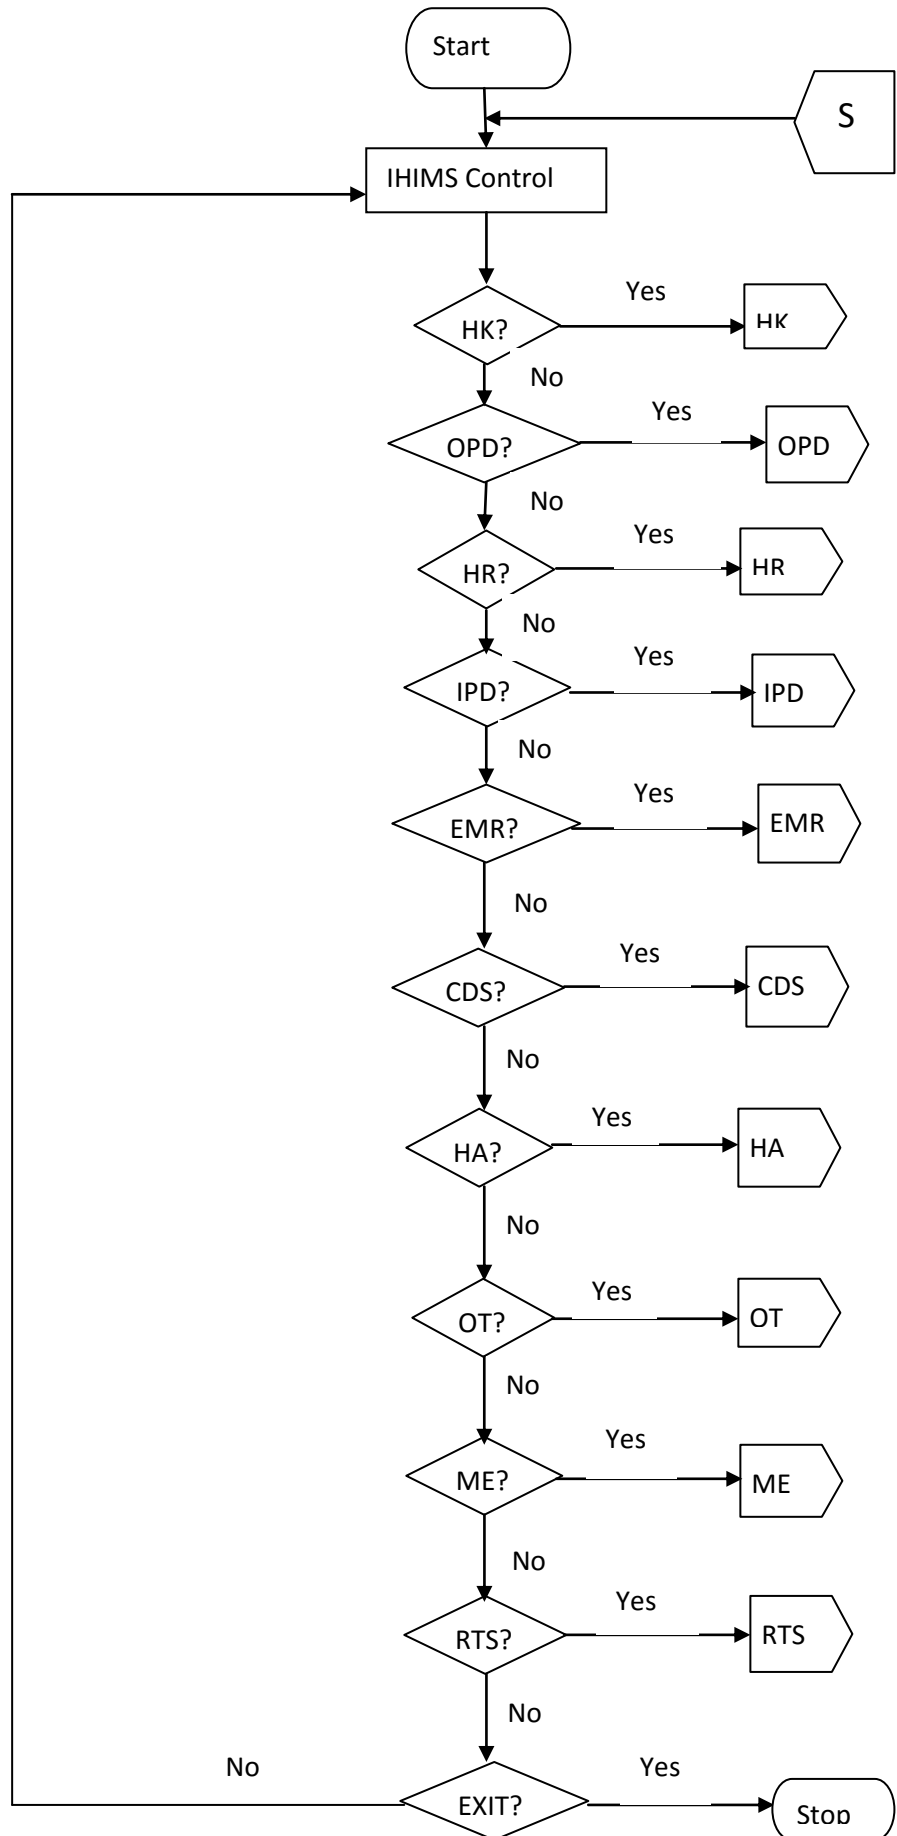 Start
S
IHIMS Control
Yes
HK?
HK
No
Yes
OPD?
OPD
No
Yes
HR?
HR
No
Yes
IPD?
IPD
No
Yes
EMR?
EMR
No
Yes
CDS?
CDS
No
Yes
HA?
HA
No
Yes
OT?
OT
No
Yes
ME?
ME
No
Yes
RTS?
RTS
No
No
Yes
EXIT?
Stop